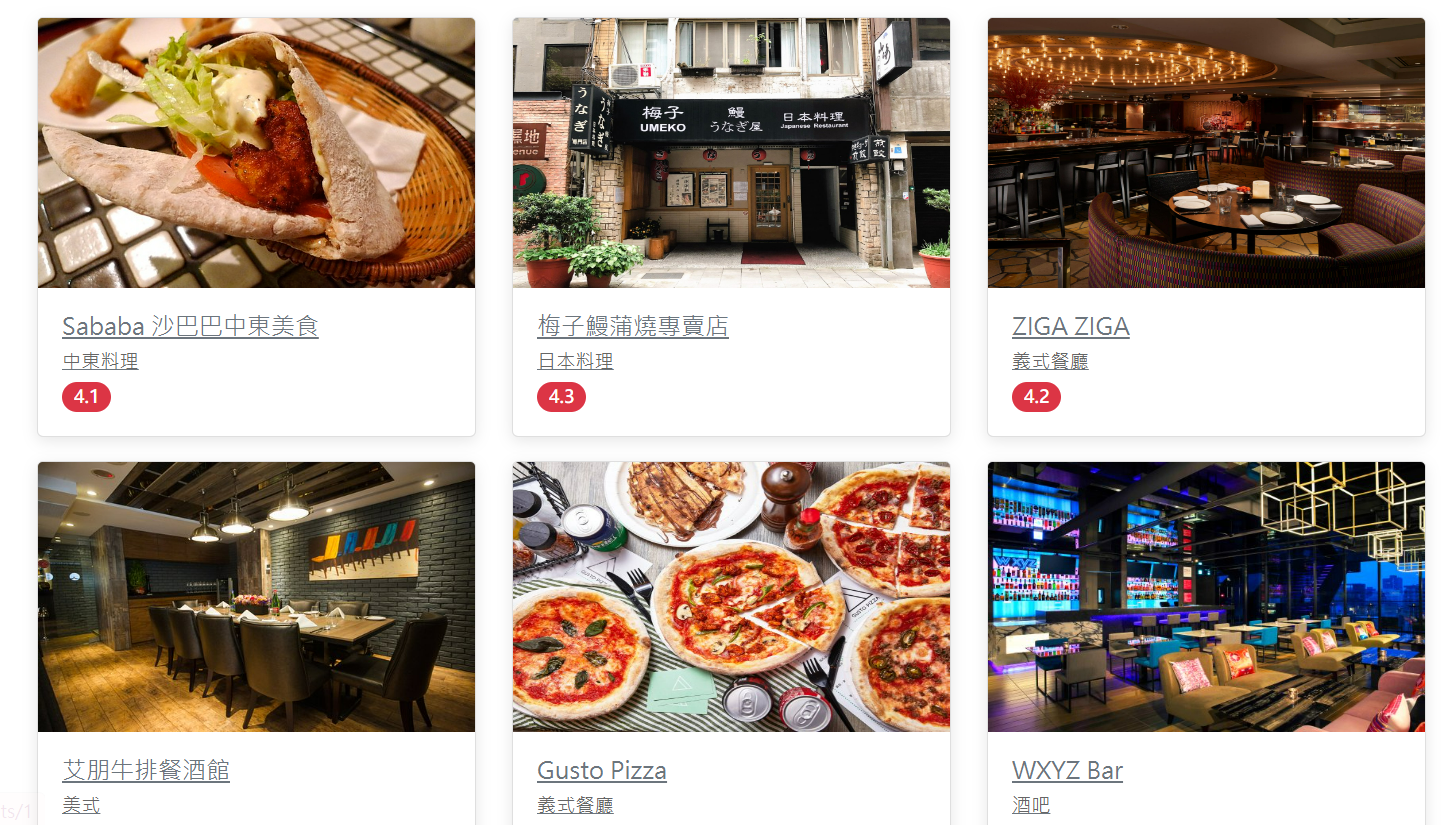 うなぎ
梅子
UMEKO
鰻
うなぎ屋
日本料理
Japanese Restaurant
Sababa 沙巴巴中東美食
中東料理
4.1
梅子鰻蒲燒專賣店
日本料理
4.3
ZIGA ZIGA
義式餐廳
4.2
WXYZ
艾朋牛排餐酒館
美式
Gusto Pizza
義式餐廳
WXYZ Bar
酒吧
ts/1